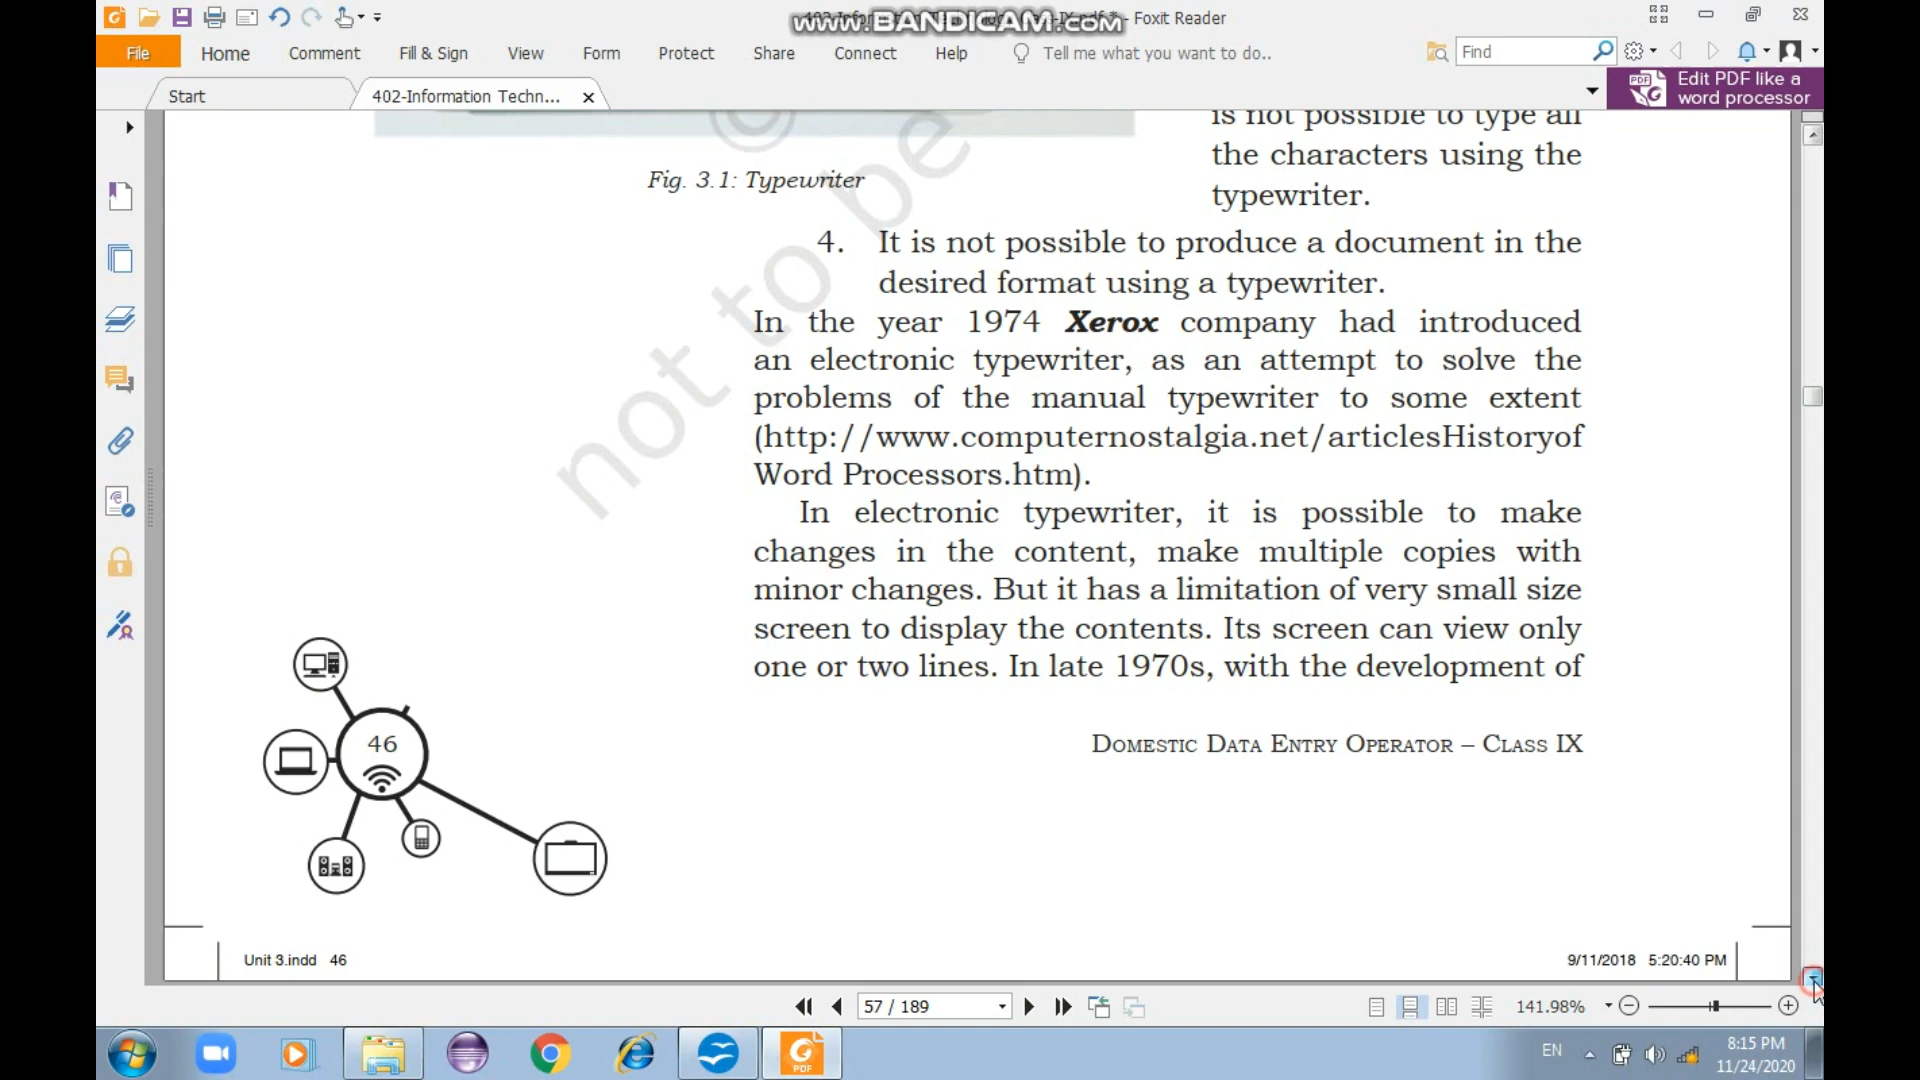 www.BANDICAM.com - Foxit Reader
File Home Comment Fill & Sign View Form Protect Share Connect Help Tell me what you want to do.. Find
Start 402-Information Techn... Edit PDF like a
word processor
is not possible to type all
the characters using the
typewriter.
Fig. 3.1: Typewriter
4. It is not possible to produce a document in the
desired format using a typewriter.
In the year 1974 Xerox company had introduced
an electronic typewriter, as an attempt to solve the
problems of the manual typewriter to some extent
(http://www.computernostalgia.net/articlesHistoryof
Word Processors.htm).
In electronic typewriter, it is possible to make
changes in the content, make multiple copies with
minor changes. But it has a limitation of very small size
screen to display the contents. Its screen can view only
one or two lines. In late 1970s, with the development of
not to be
©
46
Domestic Data Entry Operator – Class IX
Unit 3.indd 46 9/11/2018 5:20:40 PM
57 / 189 141.98%
EN 8:15 PM
11/24/2020
PDF